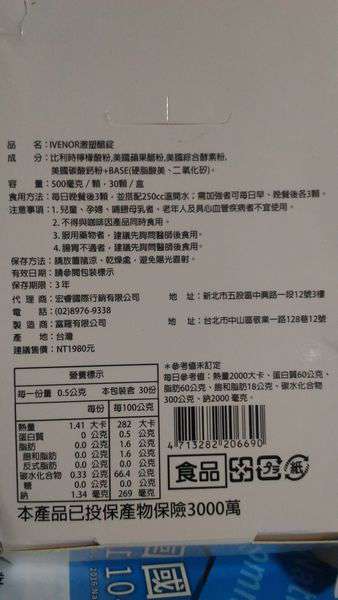 品　名：IVENOR激塑醋錠
成　分：比利時檸檬酸粉,美國蘋果醋粉,美國綜合酵素粉,
美國碳酸鈣粉+BASE(硬脂酸美、二氧化矽)。
容　量：500毫克/顆，30顆/盒
食用方法：每日晚餐後3顆，並搭配250cc溫開水；需加強者可每日早、晚餐後各3顆。
注意事項：1. 兒童、孕婦、哺聰母乳者、老年人及具心血管疾病者不宜使用。
2. 不得與咖啡因產品同時食用。
3. 服用藥物者，建議先詢問醫師後食用。
4. 腸胃不適者，建議先詢問醫師後食用。
保存方法：請放置陰涼，乾燥處，避免陽光直射。
有效日期：請參閱包裝標示
保存期限：3 年
代 理 商：宏睿國際行銷有限公司　地　址：新北市五股區中興路一段12號3樓
電　話：(02)8976-9338
製 造 商：富羅有限公司　地　址：台北市中山區敬業一路128巷12號
產　地：台灣
建議售價：NT1980元
營養標示
每一份量 0.5公克　本包裝含 30份
每份　每100公克
熱量　1.41 大卡　282 大卡
蛋白質　0 公克　0.5 公克
脂肪　0.0 公克　1.6 公克
飽和脂肪　0.0 公克　1.6 公克
反式脂肪　0.0 公克　0.0 公克
碳水化合物　0.33 公克　66.4 公克
糖　0.0 公克　0.0 公克
鈉　1.34 毫克　269 毫克
*參考值未訂定
每日參考值：熱量2000大卡、蛋白質60公克、
脂肪60公克、飽和脂肪18公克、碳水化合物
300公克、鈉2000 毫克。
4713282206690
食品　プラ　紙
本產品已投保產物保險3000萬
國